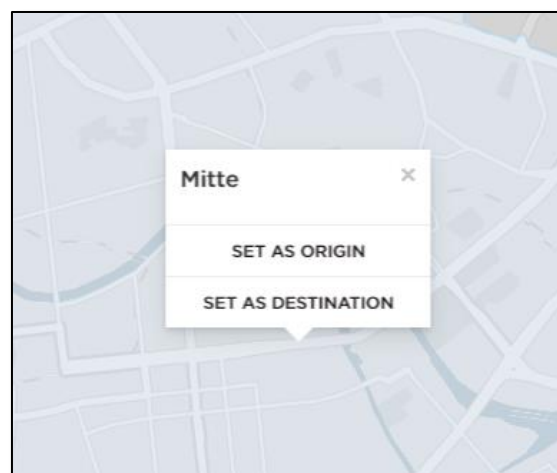 Mitte ×
SET AS ORIGIN
SET AS DESTINATION